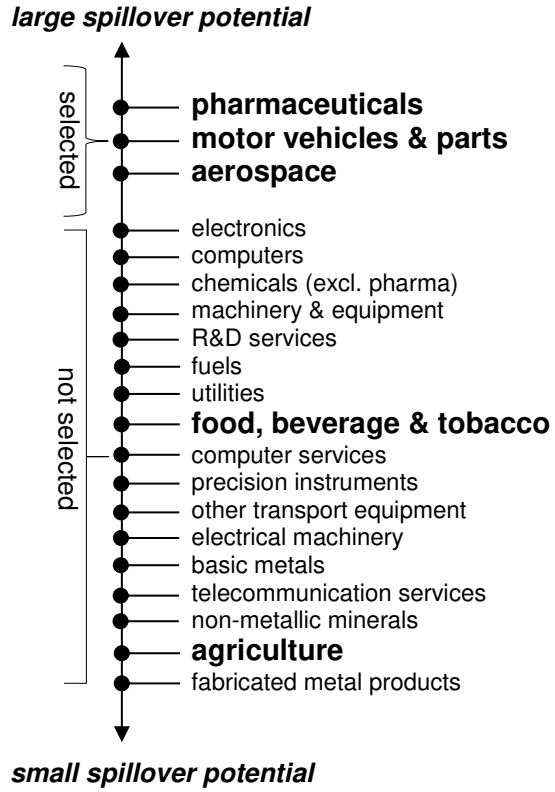 large spillover potential
selected
pharmaceuticals
motor vehicles & parts
aerospace
not selected
electronics
computers
chemicals (excl. pharma)
machinery & equipment
R&D services
fuels
utilities
food, beverage & tobacco
computer services
precision instruments
other transport equipment
electrical machinery
basic metals
telecommunication services
non-metallic minerals
agriculture
fabricated metal products
small spillover potential